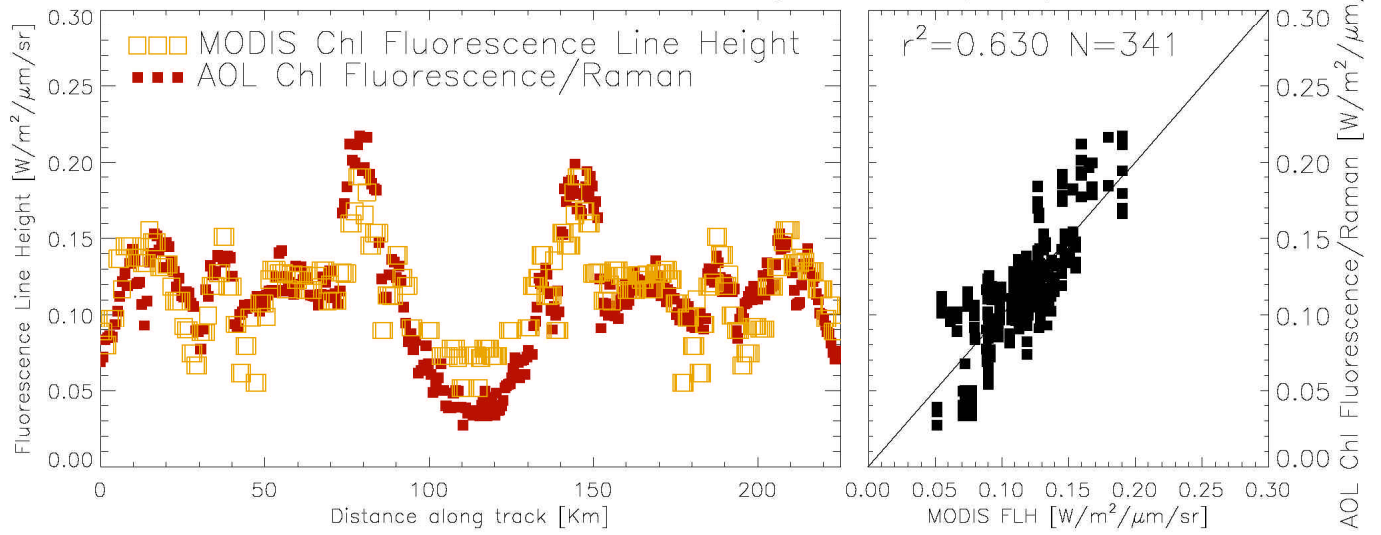 MODIS Chl Fluorescence Line Height
AOL Chl Fluorescence/Raman
Fluorescence Line Height [W/m²/μm/sr]
0.30
0.25
0.20
0.15
0.10
0.05
0.00
0 50 100 150 200
Distance along track [Km]
r²=0.630 N=341
0.00 0.05 0.10 0.15 0.20 0.25 0.30
MODIS FLH [W/m²/μm/sr]
0.30
0.25
0.20
0.15
0.10
0.05
0.00
AOL Chl Fluorescence/Raman [W/m²/μm/